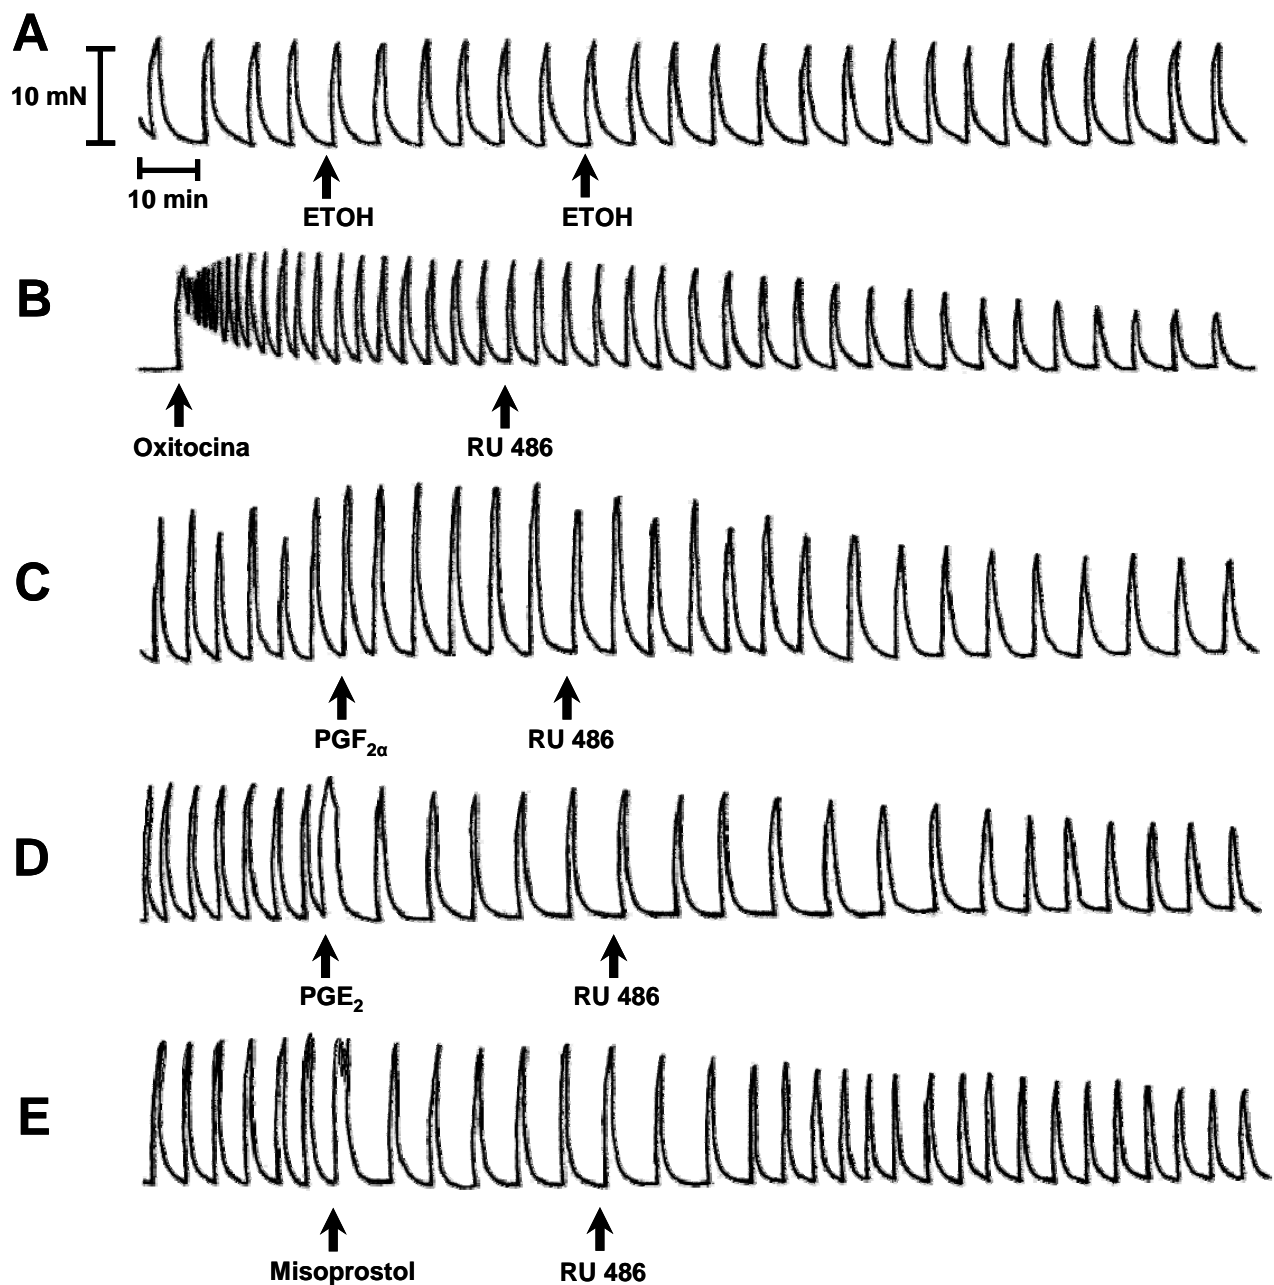 A
10 mN
10 min
ETOH
ETOH
B
Oxitocina
RU 486
C
PGF2α
RU 486
D
PGE2
RU 486
E
Misoprostol
RU 486